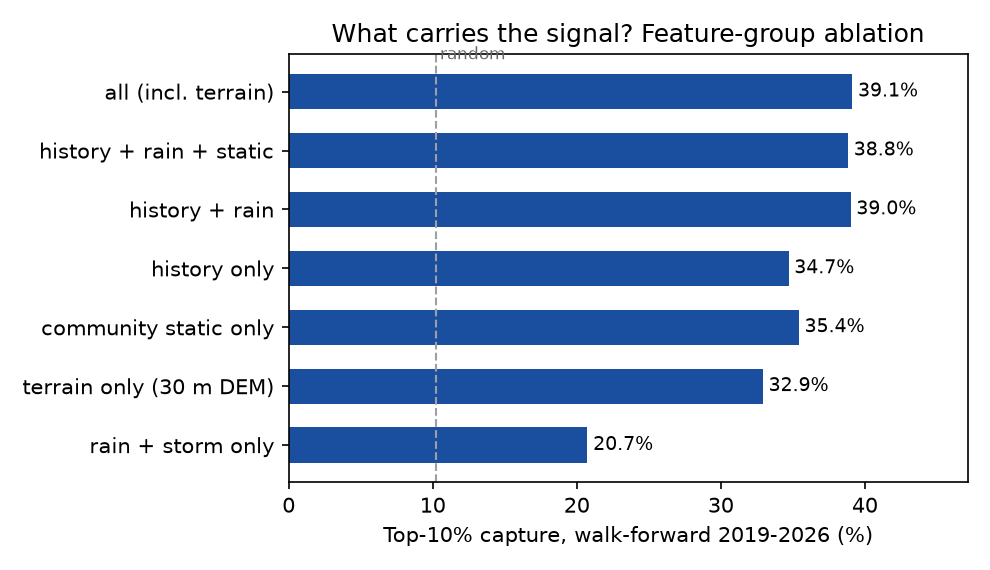 What carries the signal? Feature-group ablation
random
all (incl. terrain) 39.1%
history + rain + static 38.8%
history + rain 39.0%
history only 34.7%
community static only 35.4%
terrain only (30 m DEM) 32.9%
rain + storm only 20.7%
0 10 20 30 40
Top-10% capture, walk-forward 2019-2026 (%)